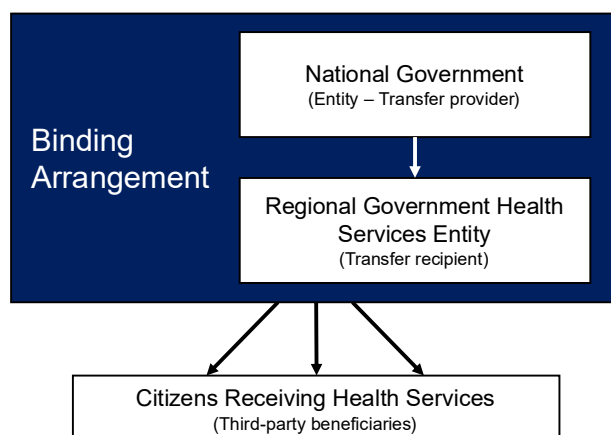 National Government
(Entity – Transfer provider)
Binding
Arrangement
Regional Government Health
Services Entity
(Transfer recipient)
Citizens Receiving Health Services
(Third-party beneficiaries)